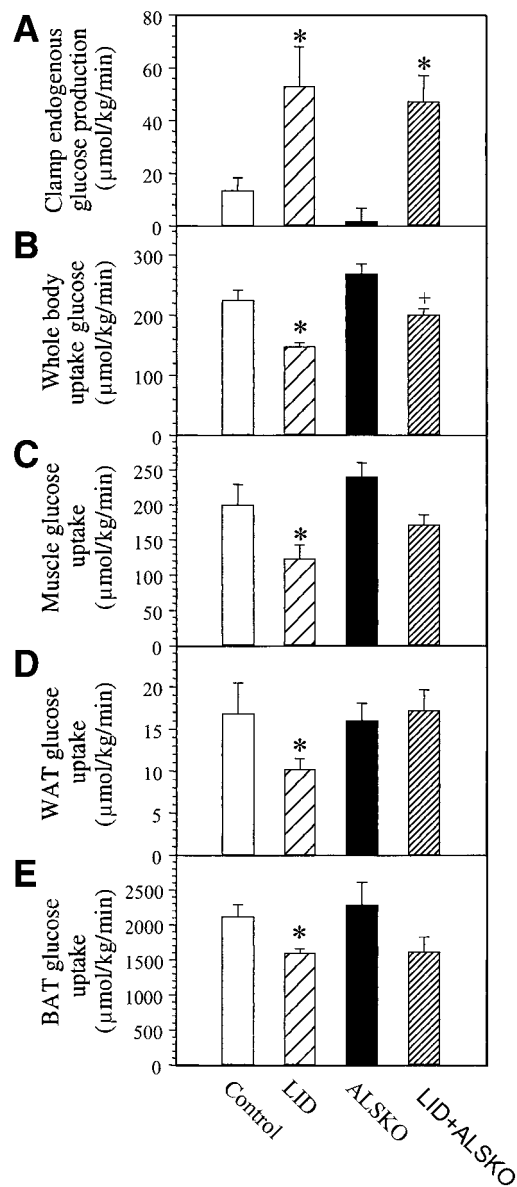 A
Clamp endogenous
glucose production
(μmol/kg/min)
80
60
40
20
0
*
*
B
Whole body
uptake glucose
(μmol/kg/min)
300
200
100
0
*
+
C
Muscle glucose
uptake
(μmol/kg/min)
250
200
150
100
50
0
*
D
WAT glucose
uptake
(μmol/kg/min)
20
15
10
5
0
*
E
BAT glucose
uptake
(μmol/kg/min)
2500
2000
1500
1000
500
0
*
Control
LID
ALSKO
LID+ALSKO